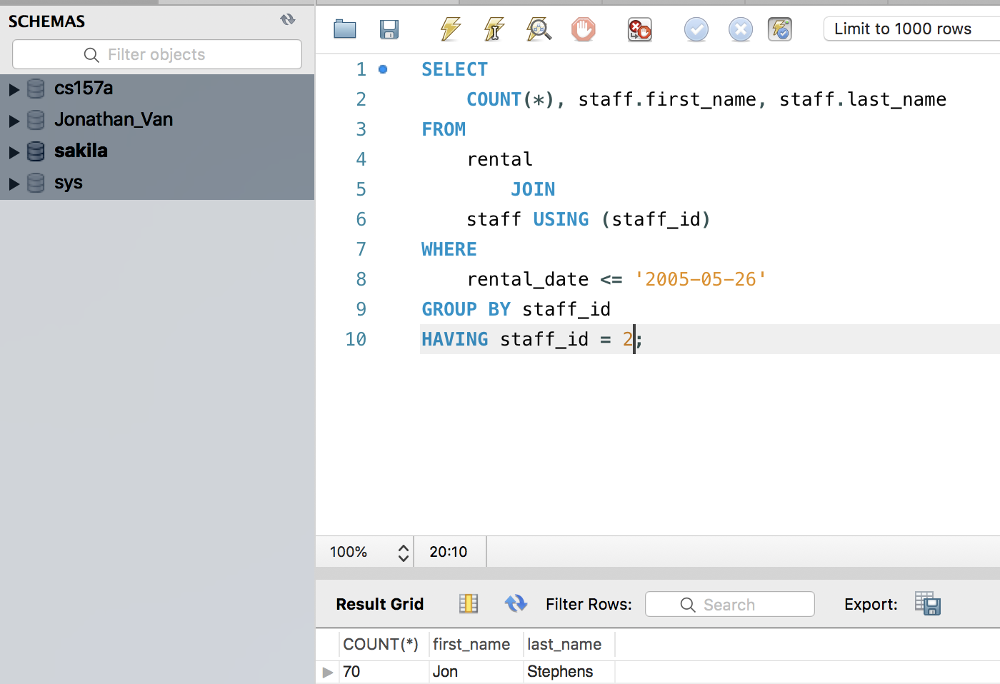 SCHEMAS
Filter objects
cs157a
Jonathan_Van
sakila
sys
Limit to 1000 rows
1 SELECT
2 COUNT(*), staff.first_name, staff.last_name
3 FROM
4 rental
5 JOIN
6 staff USING (staff_id)
7 WHERE
8 rental_date <= '2005-05-26'
9 GROUP BY staff_id
10 HAVING staff_id = 2;
100% 20:10
Result Grid Filter Rows: Search Export:
COUNT(*) first_name last_name
70 Jon Stephens